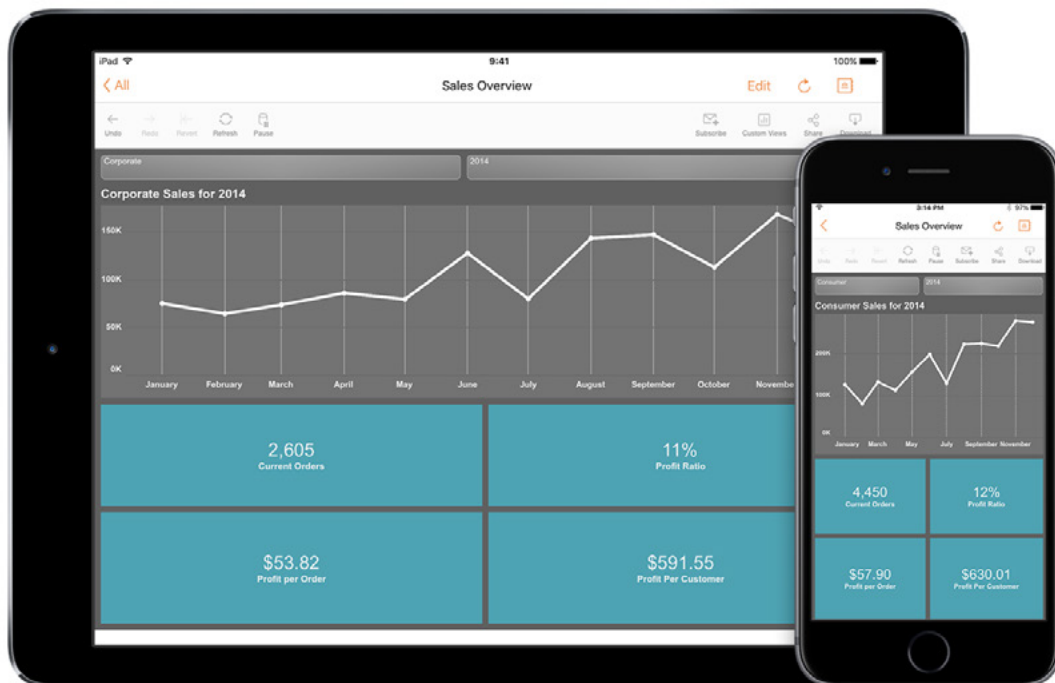 iPad 9:41 100%
All Sales Overview Edit
Undo Redo Revert Refresh Pause Subscribe Custom Views Share Download
Corporate 2014
Corporate Sales for 2014
150K
100K
50K
0K
January February March April May June July August September October Novembe
2,605 11%
Current Orders Profit Ratio
$53.82 $591.55
Profit per Order Profit Per Customer
3:14 PM 97%
Sales Overview
Undo Redo Revert Refresh Pause Subscribe Share Download
Consumer 2014
Consumer Sales for 2014
200K
100K
0K
January March May July September November
4,450 12%
Current Orders Profit Ratio
$57.90 $630.01
Profit per Order Profit Per Customer